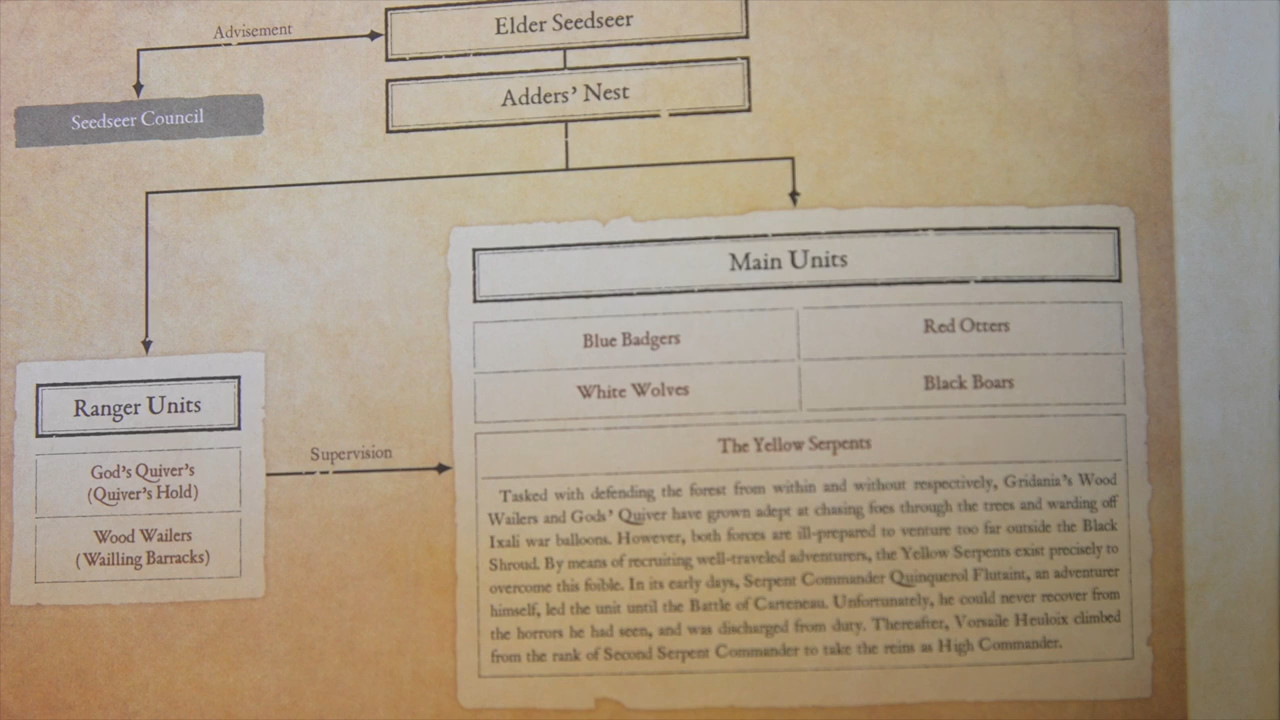 Advisement
Elder Seedseer
Seedseer Council
Adders' Nest
Main Units
Blue Badgers
Red Otters
White Wolves
Black Boars
Ranger Units
God's Quiver's
(Quiver's Hold)
Wood Wailers
(Wailling Barracks)
Supervision
The Yellow Serpents
Tasked with defending the forest from within and without respectively, Gridania's Wood
Wailers and Gods' Quiver have grown adept at chasing foes through the trees and warding off
Ixali war balloons. However, both forces are ill-prepared to venture too far outside the Black
Shroud. By means of recruiting well-traveled adventurers, the Yellow Serpents exist precisely to
overcome this foible. In its early days, Serpent Commander Quinquerol Flutaint, an adventurer
himself, led the unit until the Battle of Carteneau. Unfortunately, he could never recover from
the horrors he had seen, and was discharged from duty. Thereafter, Vorsaile Heuloix climbed
from the rank of Second Serpent Commander to take the reins as High Commander.